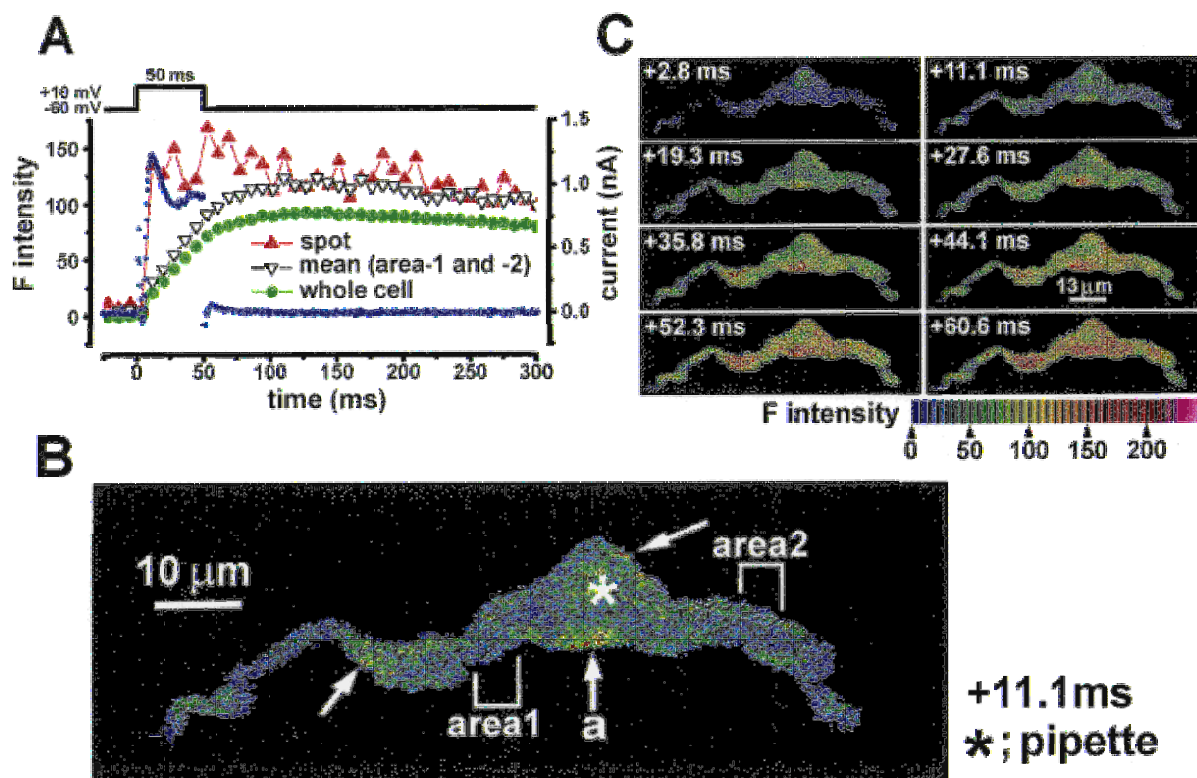 A
50 ms
+10 mV
-60 mV
150
100
50
0
F intensity
1.5
1.0
0.5
0.0
current (nA)
spot
mean (area-1 and -2)
whole cell
0
50
100
150
200
250
300
time (ms)
C
+2.8 ms
+11.1 ms
+19.3 ms
+27.6 ms
+35.8 ms
+44.1 ms
13μm
+52.3 ms
+60.6 ms
F intensity
0
50
100
150
200
B
10 μm
area2
*
area1
a
+11.1ms
*; pipette